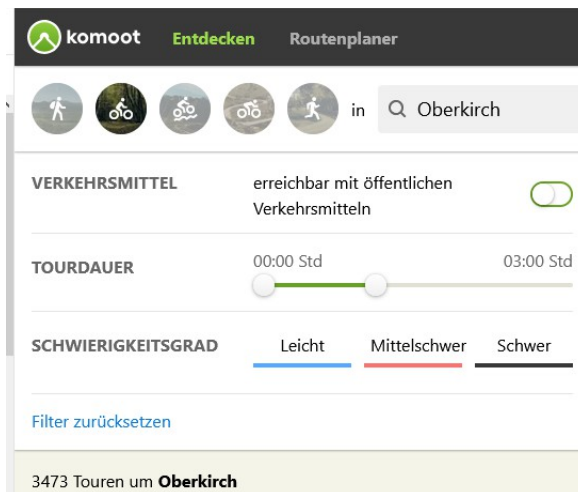 komoot Entdecken Routenplaner
in Oberkirch
VERKEHRSMITTEL erreichbar mit öffentlichen
Verkehrsmitteln
TOURDAUER 00:00 Std 03:00 Std
SCHWIERIGKEITSGRAD Leicht Mittelschwer Schwer
Filter zurücksetzen
3473 Touren um Oberkirch